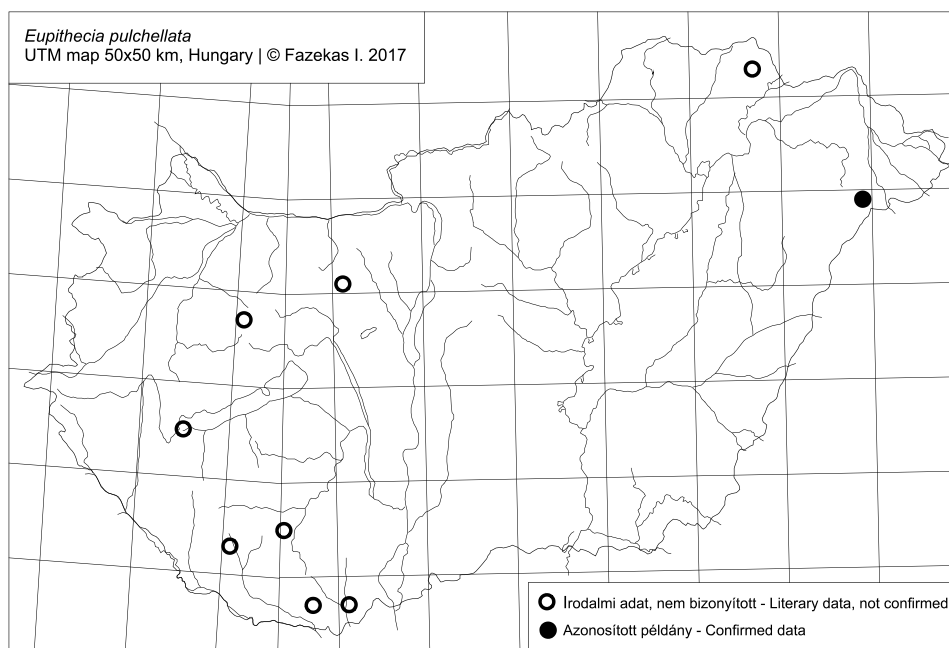 Eupithecia pulchellata
UTM map 50x50 km, Hungary | © Fazekas I. 2017
Irodalmi adat, nem bizonyított - Literary data, not confirmed
Azonosított példány - Confirmed data